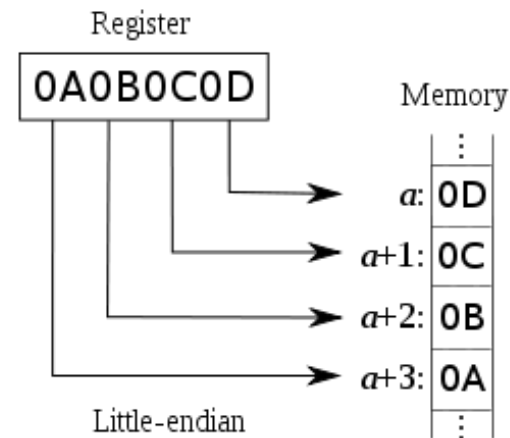 Register
0A0B0C0D
Memory
⋮
a: 0D
a+1: 0C
a+2: 0B
a+3: 0A
⋮
Little-endian